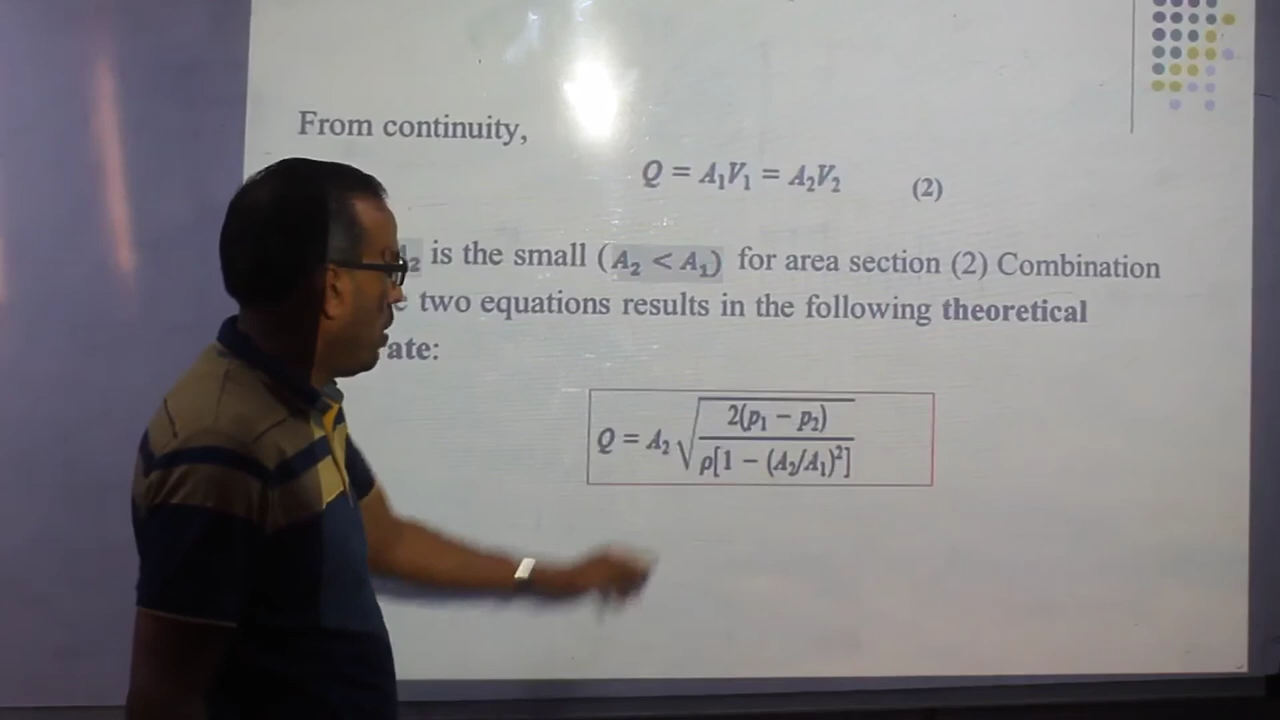 From continuity,
Q = A₁V₁ = A₂V₂ (2)
A₂ is the small (A₂ < A₁) for area section (2) Combination
two equations results in the following theoretical
ate:
Q = A₂ √(2(p₁ − p₂) / ρ[1 − (A₂/A₁)²])